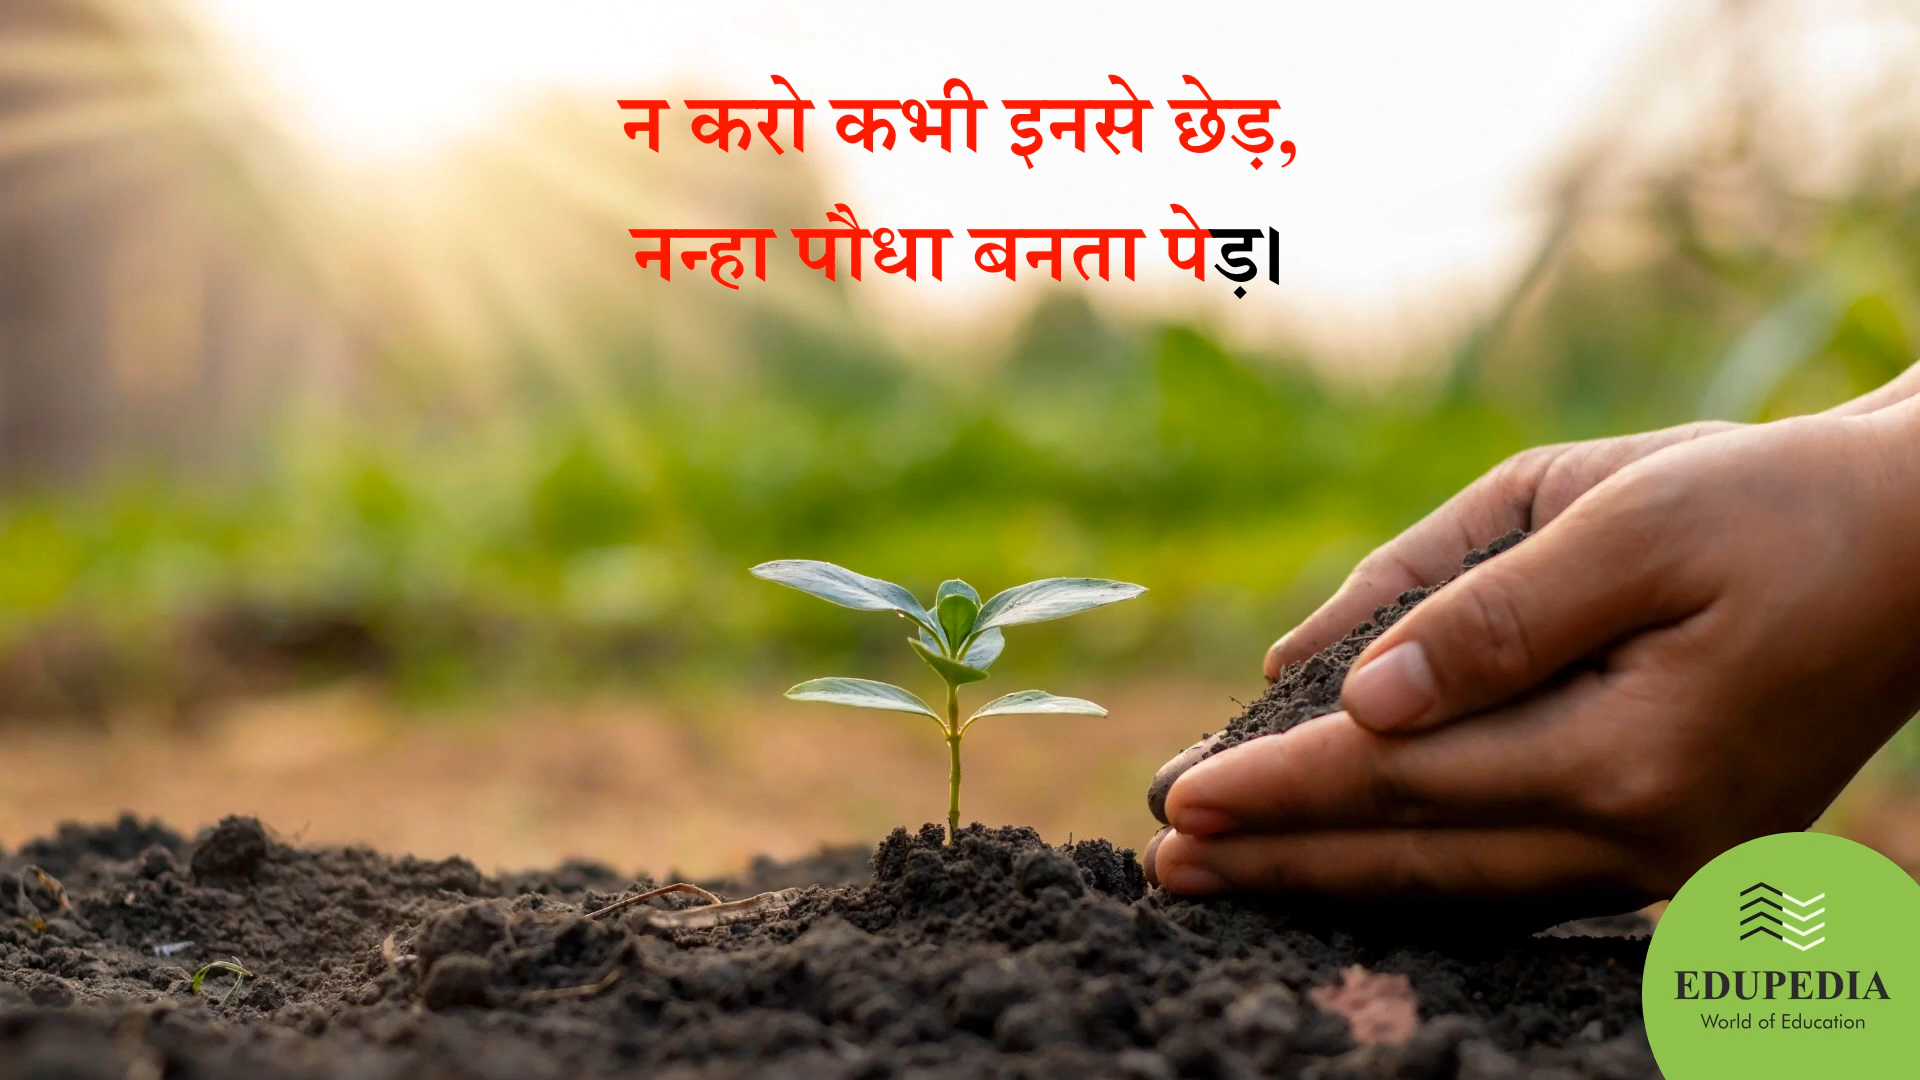 न करो कभी इनसे छेड़,
नन्हा पौधा बनता पेड़।
EDUPEDIA
World of Education